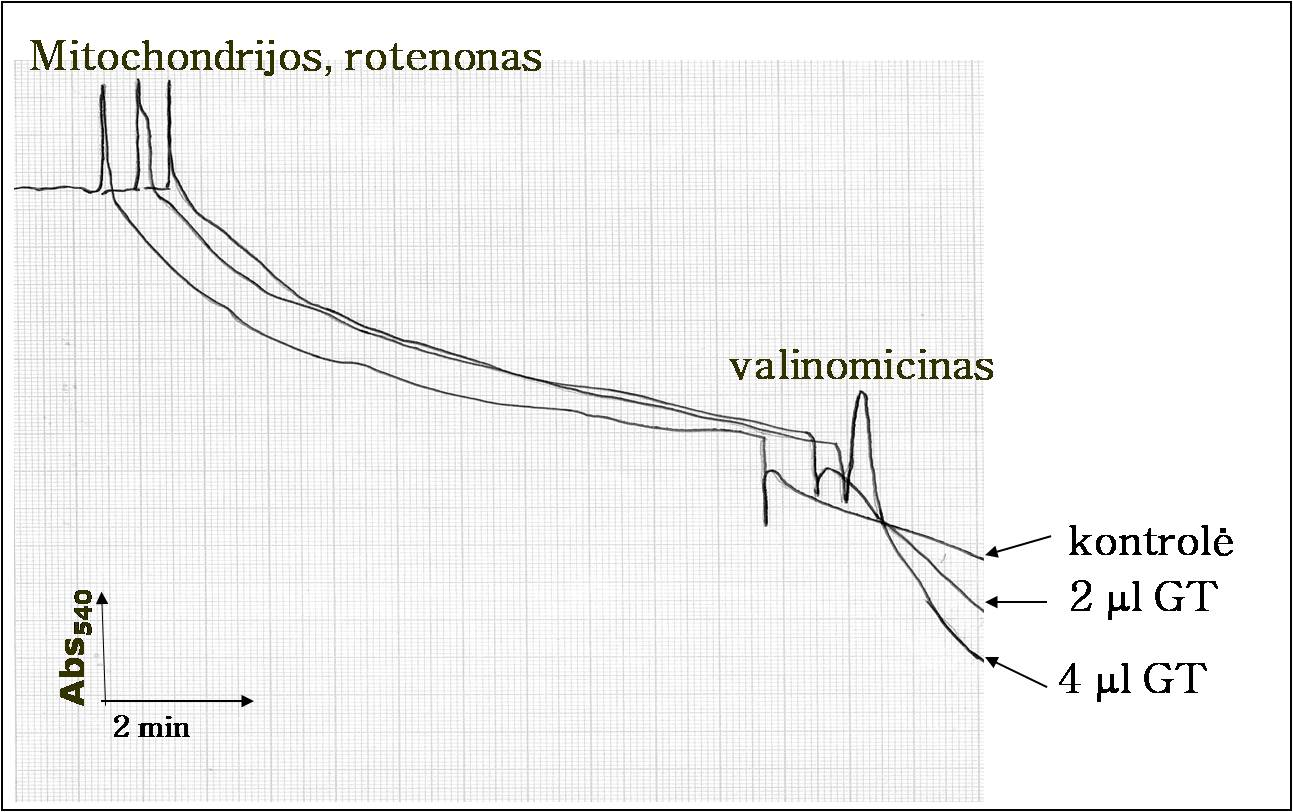 Mitochondrijos, rotenonas
valinomicinas
kontrolė
2 μl GT
4 μl GT
Abs540
2 min